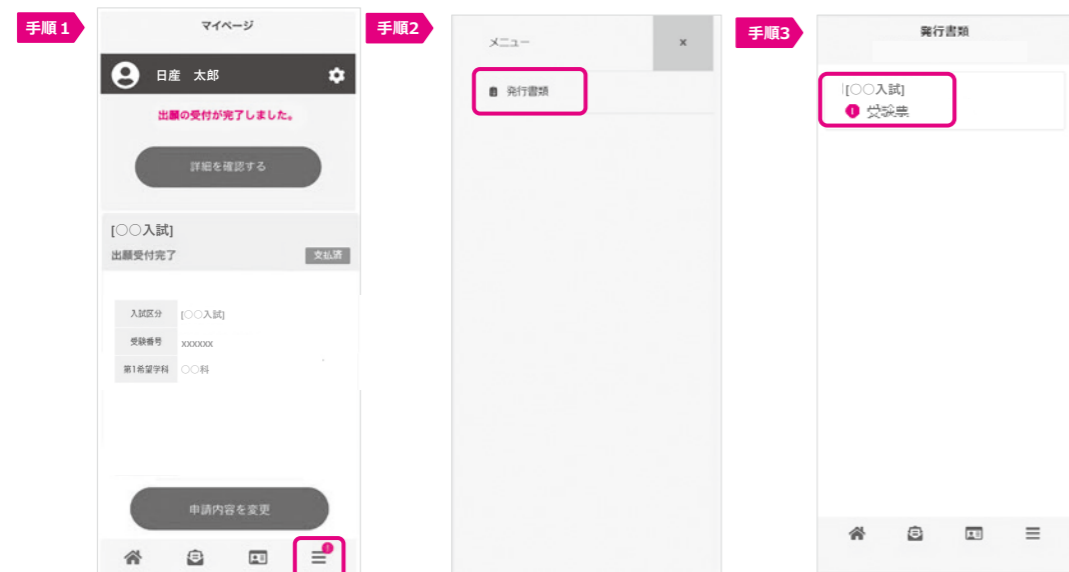 手順1
マイページ
日産 太郎
出願の受付が完了しました。
詳細を確認する
[○○入試]
出願受付完了
支払済
入試区分 [○○入試]
受験番号 xxxxxx
第1希望学科 ○○科
申請内容を変更
手順2
メニュー
x
発行書類
手順3
発行書類
[○○入試]
受験票